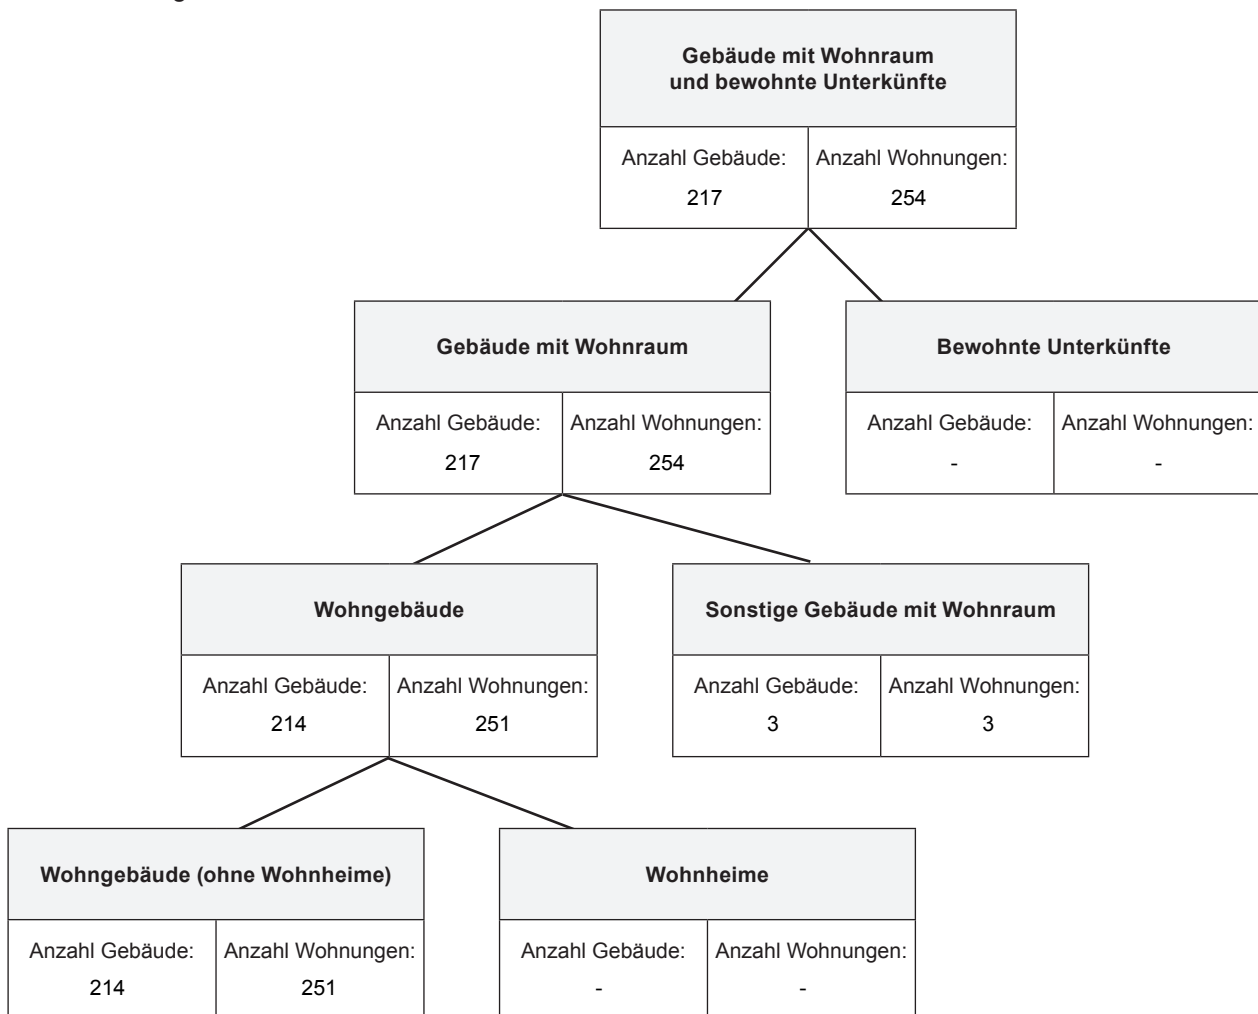 Gebäude mit Wohnraum
und bewohnte Unterkünfte
Anzahl Gebäude: Anzahl Wohnungen:
217 254
Gebäude mit Wohnraum
Anzahl Gebäude: Anzahl Wohnungen:
217 254
Bewohnte Unterkünfte
Anzahl Gebäude: Anzahl Wohnungen:
- -
Wohngebäude
Anzahl Gebäude: Anzahl Wohnungen:
214 251
Sonstige Gebäude mit Wohnraum
Anzahl Gebäude: Anzahl Wohnungen:
3 3
Wohngebäude (ohne Wohnheime)
Anzahl Gebäude: Anzahl Wohnungen:
214 251
Wohnheime
Anzahl Gebäude: Anzahl Wohnungen:
- -